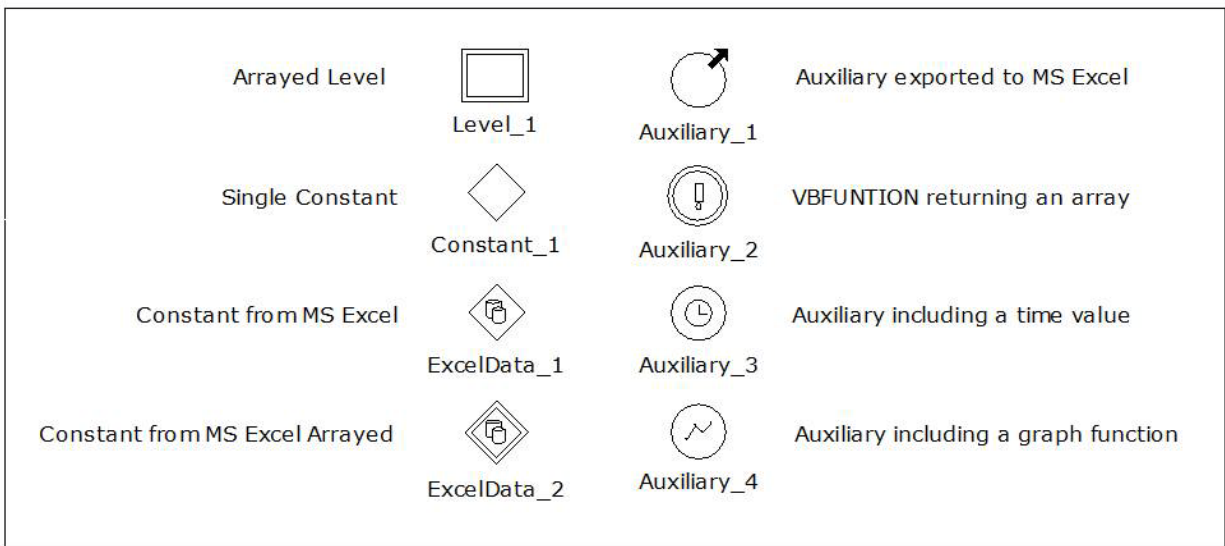 Arrayed Level
Level_1
Auxiliary_1
Auxiliary exported to MS Excel
Single Constant
Constant_1
Auxiliary_2
VBFUNTION returning an array
Constant from MS Excel
ExcelData_1
Auxiliary_3
Auxiliary including a time value
Constant from MS Excel Arrayed
ExcelData_2
Auxiliary_4
Auxiliary including a graph function